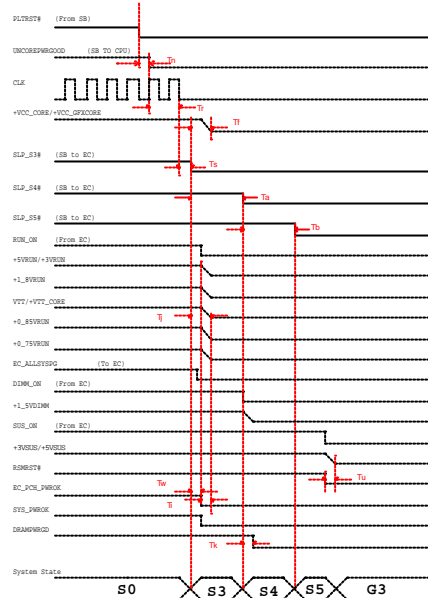 PLTRST# (From SB)
UNCOREPWRGOOD (SB TO CPU)
Tn
CLK
Tr
+VCC_CORE/+VCC_GFXCORE
Tf
SLP_S3# (SB to EC)
Ts
SLP_S4# (SB to EC)
Ta
SLP_S5# (SB to EC)
Tb
RUN_ON (From EC)
+5VRUN/+3VRUN
+1_8VRUN
VTT/+VTT_CORE
Tj
+0_85VRUN
+0_75VRUN
EC_ALLSYSPG (To EC)
DIMM_ON (From EC)
+1_5VDIMM
SUS_ON (From EC)
+3VSUS/+5VSUS
RSMRST#
Tu
Tw
EC_PCH_PWROK
Ti
SYS_PWROK
DRAMPWRGD
Tk
System State
S0 S3 S4 S5 G3